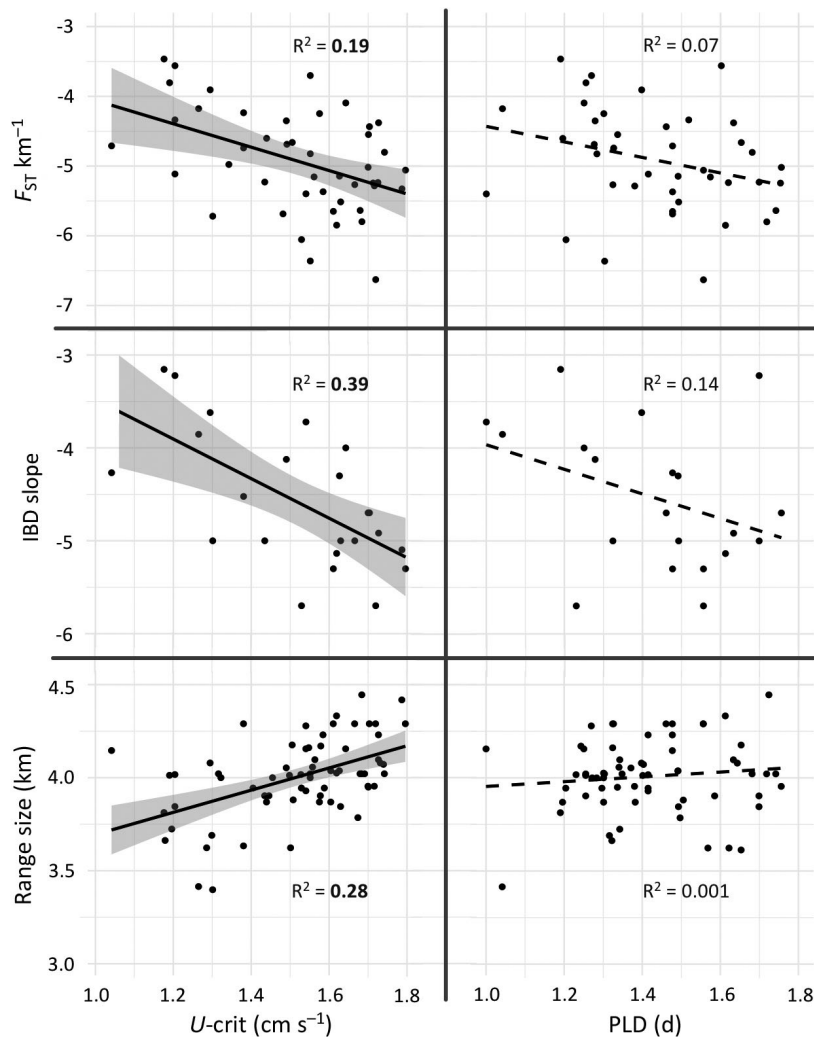 -3
-4
-5
-6
-7
F_ST km⁻¹
R² = 0.19
R² = 0.07
-3
-4
-5
-6
IBD slope
R² = 0.39
R² = 0.14
4.5
4.0
3.5
3.0
Range size (km)
R² = 0.28
R² = 0.001
1.0 1.2 1.4 1.6 1.8 1.0 1.2 1.4 1.6 1.8
U-crit (cm s⁻¹) PLD (d)